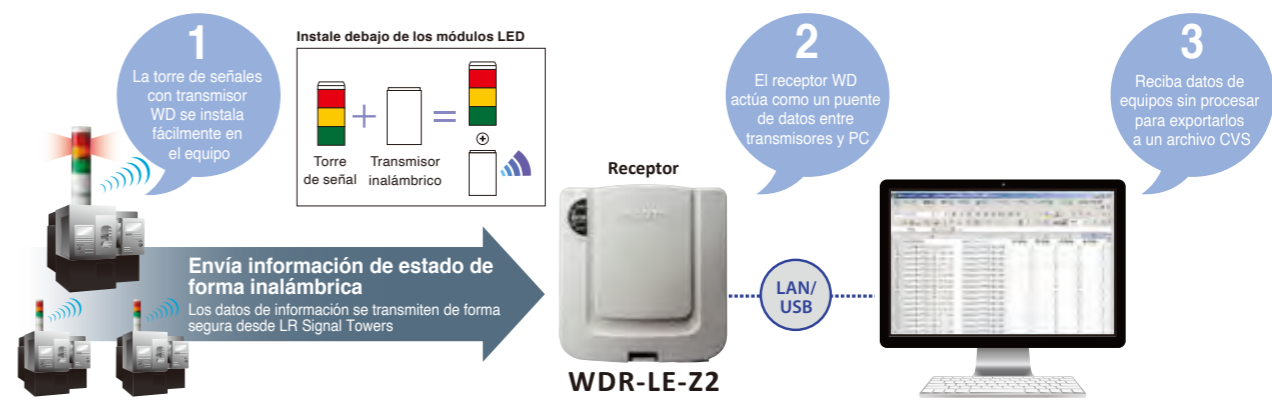 1
La torre de señales
con transmisor
WD se instala
fácilmente en
el equipo
Instale debajo de los módulos LED
Torre
de señal
Transmisor
inalámbrico
Envía información de estado de
forma inalámbrica
Los datos de información se transmiten de forma
segura desde LR Signal Towers
Receptor
WDR-LE-Z2
2
El receptor WD
actúa como un puente
de datos entre
transmisores y PC
LAN/
USB
3
Reciba datos de
equipos sin procesar
para exportarlos
a un archivo CVS